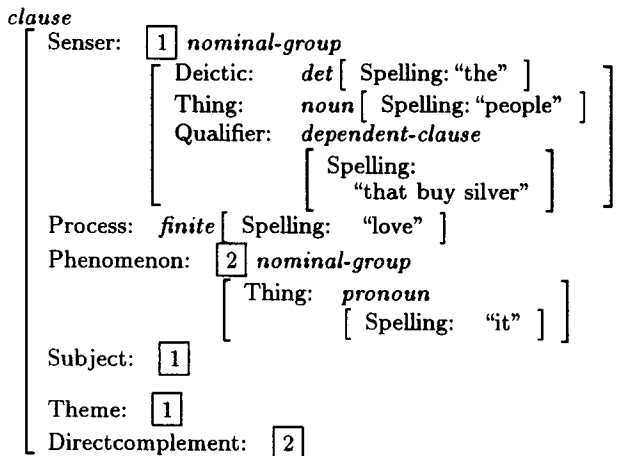 clause
Senser: 1 nominal-group
Deictic: det [ Spelling: “the” ]
Thing: noun [ Spelling: “people” ]
Qualifier: dependent-clause
[ Spelling:
“that buy silver” ]
Process: finite [ Spelling: “love” ]
Phenomenon: 2 nominal-group
Thing: pronoun
[ Spelling: “it” ]
Subject: 1
Theme: 1
Directcomplement: 2